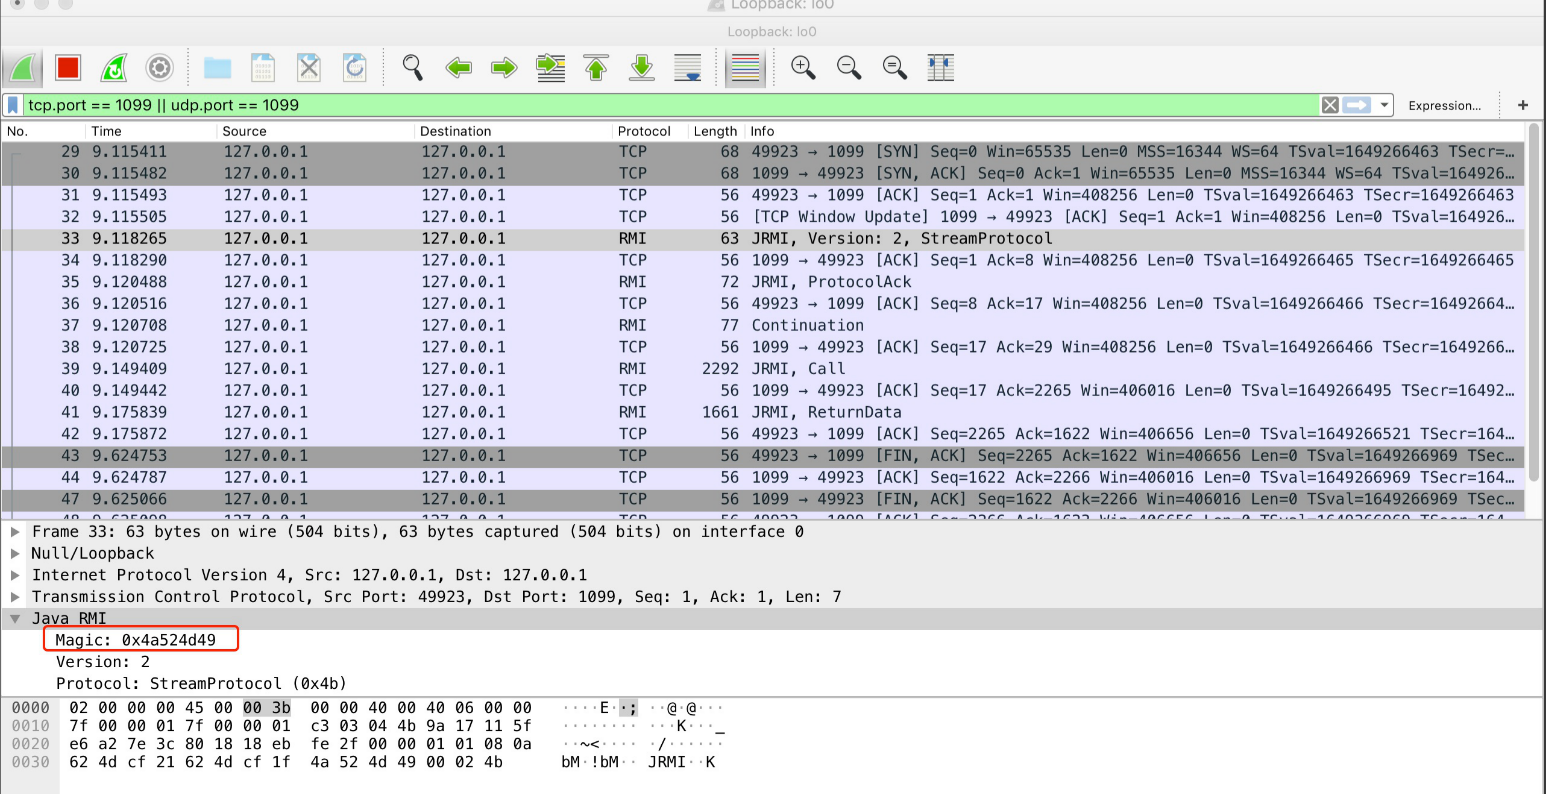 Loopback: lo0
Loopback: lo0
tcp.port == 1099 || udp.port == 1099 Expression... +
No. Time Source Destination Protocol Length Info
29 9.115411 127.0.0.1 127.0.0.1 TCP 68 49923 → 1099 [SYN] Seq=0 Win=65535 Len=0 MSS=16344 WS=64 TSval=1649266463 TSecr=…
30 9.115482 127.0.0.1 127.0.0.1 TCP 68 1099 → 49923 [SYN, ACK] Seq=0 Ack=1 Win=65535 Len=0 MSS=16344 WS=64 TSval=164926…
31 9.115493 127.0.0.1 127.0.0.1 TCP 56 49923 → 1099 [ACK] Seq=1 Ack=1 Win=408256 Len=0 TSval=1649266463 TSecr=1649266463
32 9.115505 127.0.0.1 127.0.0.1 TCP 56 [TCP Window Update] 1099 → 49923 [ACK] Seq=1 Ack=1 Win=408256 Len=0 TSval=164926…
33 9.118265 127.0.0.1 127.0.0.1 RMI 63 JRMI, Version: 2, StreamProtocol
34 9.118290 127.0.0.1 127.0.0.1 TCP 56 1099 → 49923 [ACK] Seq=1 Ack=8 Win=408256 Len=0 TSval=1649266465 TSecr=1649266465
35 9.120488 127.0.0.1 127.0.0.1 RMI 72 JRMI, ProtocolAck
36 9.120516 127.0.0.1 127.0.0.1 TCP 56 49923 → 1099 [ACK] Seq=8 Ack=17 Win=408256 Len=0 TSval=1649266466 TSecr=16492664…
37 9.120708 127.0.0.1 127.0.0.1 RMI 77 Continuation
38 9.120725 127.0.0.1 127.0.0.1 TCP 56 1099 → 49923 [ACK] Seq=17 Ack=29 Win=408256 Len=0 TSval=1649266466 TSecr=1649266…
39 9.149409 127.0.0.1 127.0.0.1 RMI 2292 JRMI, Call
40 9.149442 127.0.0.1 127.0.0.1 TCP 56 1099 → 49923 [ACK] Seq=17 Ack=2265 Win=406016 Len=0 TSval=1649266495 TSecr=16492…
41 9.175839 127.0.0.1 127.0.0.1 RMI 1661 JRMI, ReturnData
42 9.175872 127.0.0.1 127.0.0.1 TCP 56 49923 → 1099 [ACK] Seq=2265 Ack=1622 Win=406656 Len=0 TSval=1649266521 TSecr=164…
43 9.624753 127.0.0.1 127.0.0.1 TCP 56 49923 → 1099 [FIN, ACK] Seq=2265 Ack=1622 Win=406656 Len=0 TSval=1649266969 TSec…
44 9.624787 127.0.0.1 127.0.0.1 TCP 56 1099 → 49923 [ACK] Seq=1622 Ack=2266 Win=406016 Len=0 TSval=1649266969 TSecr=164…
47 9.625066 127.0.0.1 127.0.0.1 TCP 56 1099 → 49923 [FIN, ACK] Seq=1622 Ack=2266 Win=406016 Len=0 TSval=1649266969 TSec…
Frame 33: 63 bytes on wire (504 bits), 63 bytes captured (504 bits) on interface 0
Null/Loopback
Internet Protocol Version 4, Src: 127.0.0.1, Dst: 127.0.0.1
Transmission Control Protocol, Src Port: 49923, Dst Port: 1099, Seq: 1, Ack: 1, Len: 7
Java RMI
Magic: 0x4a524d49
Version: 2
Protocol: StreamProtocol (0x4b)
0000 02 00 00 00 45 00 00 3b 00 00 40 00 40 06 00 00 ····E··; ··@·@···
0010 7f 00 00 01 7f 00 00 01 c3 03 04 4b 9a 17 11 5f ········ ···K···_
0020 e6 a2 7e 3c 80 18 18 eb fe 2f 00 00 01 01 08 0a ··~<···· ·/······
0030 62 4d cf 21 62 4d cf 1f 4a 52 4d 49 00 02 4b bM·!bM·· JRMI··K